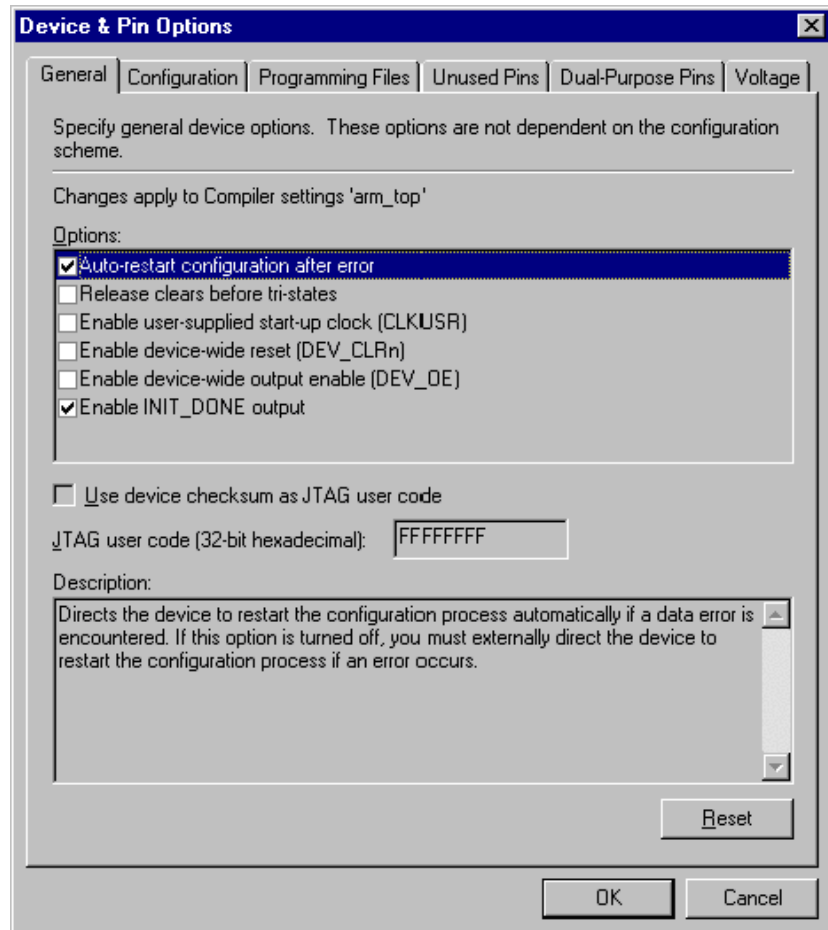 Device & Pin Options
General Configuration Programming Files Unused Pins Dual-Purpose Pins Voltage
Specify general device options. These options are not dependent on the configuration
scheme.
Changes apply to Compiler settings 'arm_top'
Options:
Auto-restart configuration after error
Release clears before tri-states
Enable user-supplied start-up clock (CLKUSR)
Enable device-wide reset (DEV_CLRn)
Enable device-wide output enable (DEV_OE)
Enable INIT_DONE output
Use device checksum as JTAG user code
JTAG user code (32-bit hexadecimal): FFFFFFFF
Description:
Directs the device to restart the configuration process automatically if a data error is
encountered. If this option is turned off, you must externally direct the device to
restart the configuration process if an error occurs.
Reset
OK Cancel